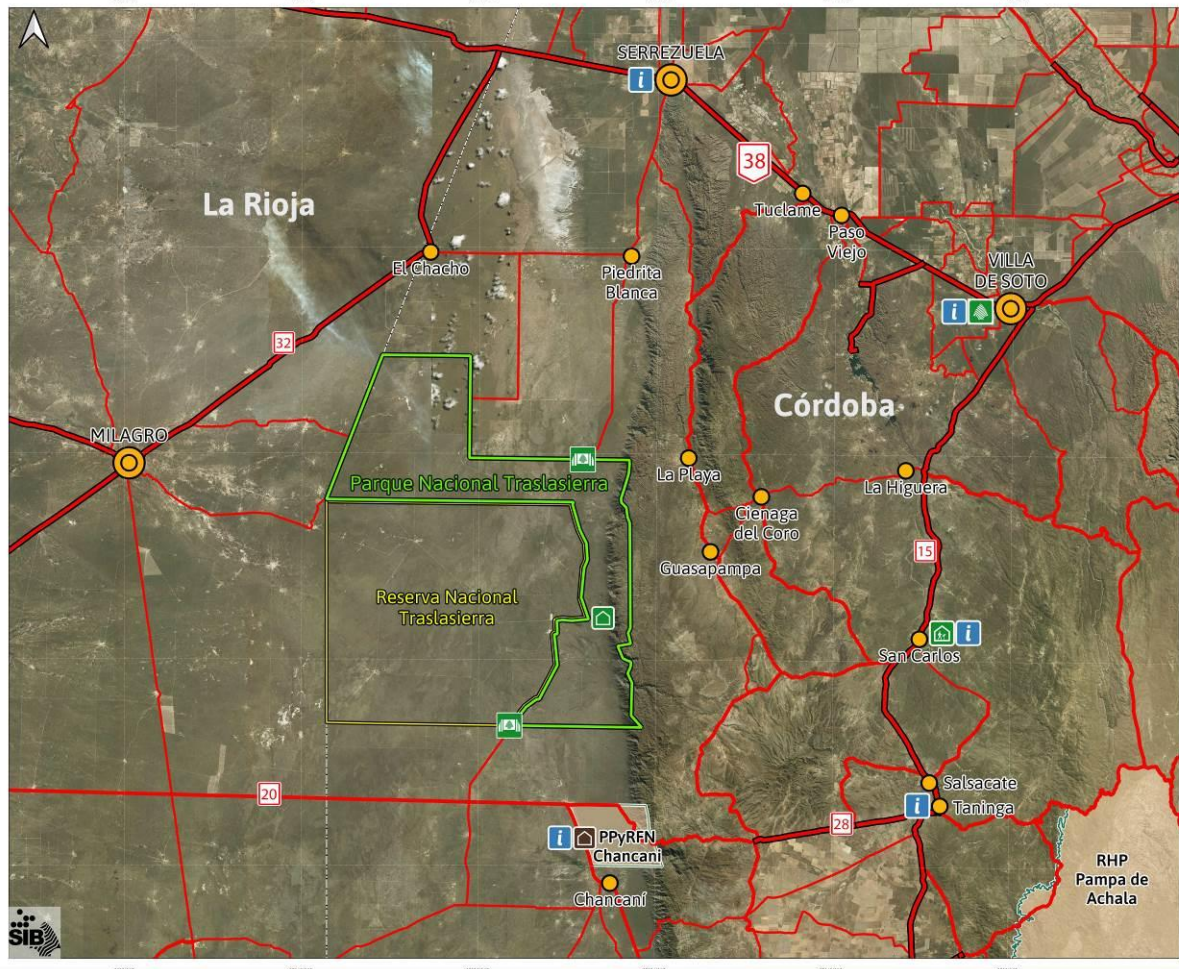 SERREZUELA
i
38
La Rioja
Tuclame
Paso
Viejo
El Chacho
Piedrita
Blanca
VILLA
DE SOTO
i
32
Córdoba
MILAGRO
La Playa
Parque Nacional Traslasierra
La Higuera
Cienaga
del Coro
15
Guasapampa
Reserva Nacional
Traslasierra
i
San Carlos
Salsacate
20
i
Taninga
28
i
PPyRFN
Chancani
RHP
Pampa de
Achala
Chancaní
SIB